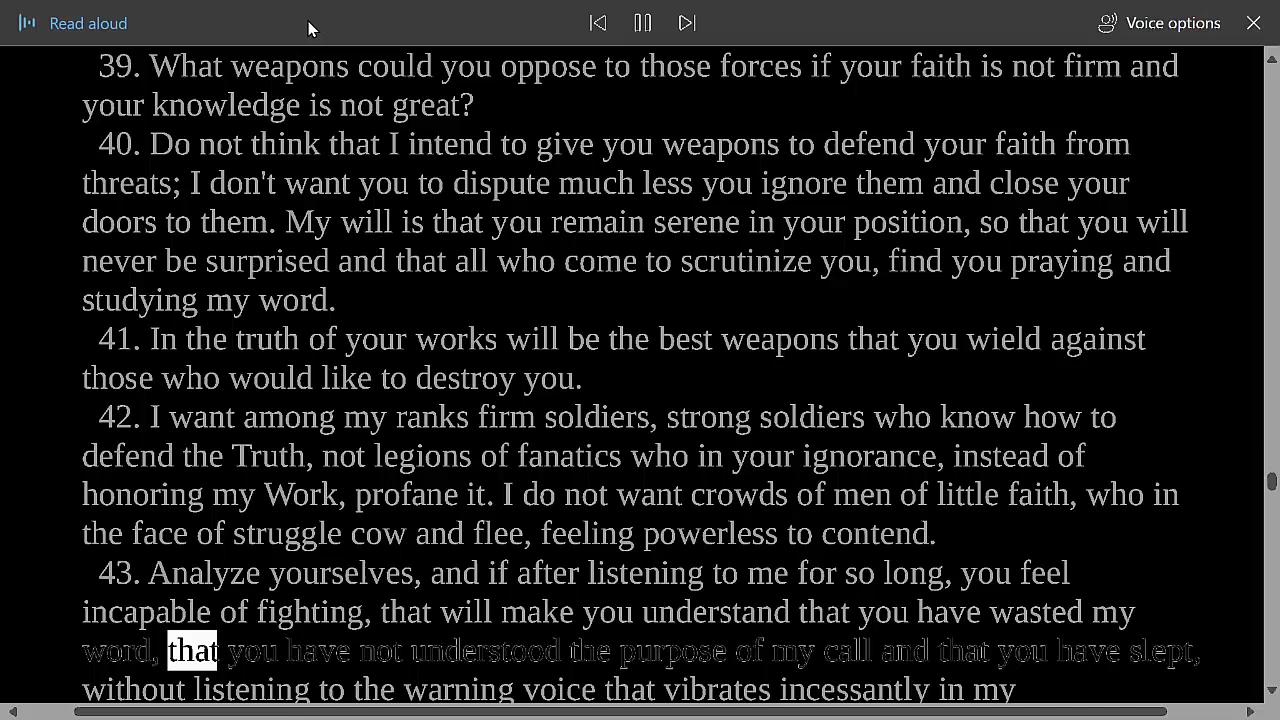 Read aloud
Voice options
39. What weapons could you oppose to those forces if your faith is not firm and
your knowledge is not great?
40. Do not think that I intend to give you weapons to defend your faith from
threats; I don't want you to dispute much less you ignore them and close your
doors to them. My will is that you remain serene in your position, so that you will
never be surprised and that all who come to scrutinize you, find you praying and
studying my word.
41. In the truth of your works will be the best weapons that you wield against
those who would like to destroy you.
42. I want among my ranks firm soldiers, strong soldiers who know how to
defend the Truth, not legions of fanatics who in your ignorance, instead of
honoring my Work, profane it. I do not want crowds of men of little faith, who in
the face of struggle cow and flee, feeling powerless to contend.
43. Analyze yourselves, and if after listening to me for so long, you feel
incapable of fighting, that will make you understand that you have wasted my
word, that you have not understood the purpose of my call and that you have slept,
without listening to the warning voice that vibrates incessantly in my